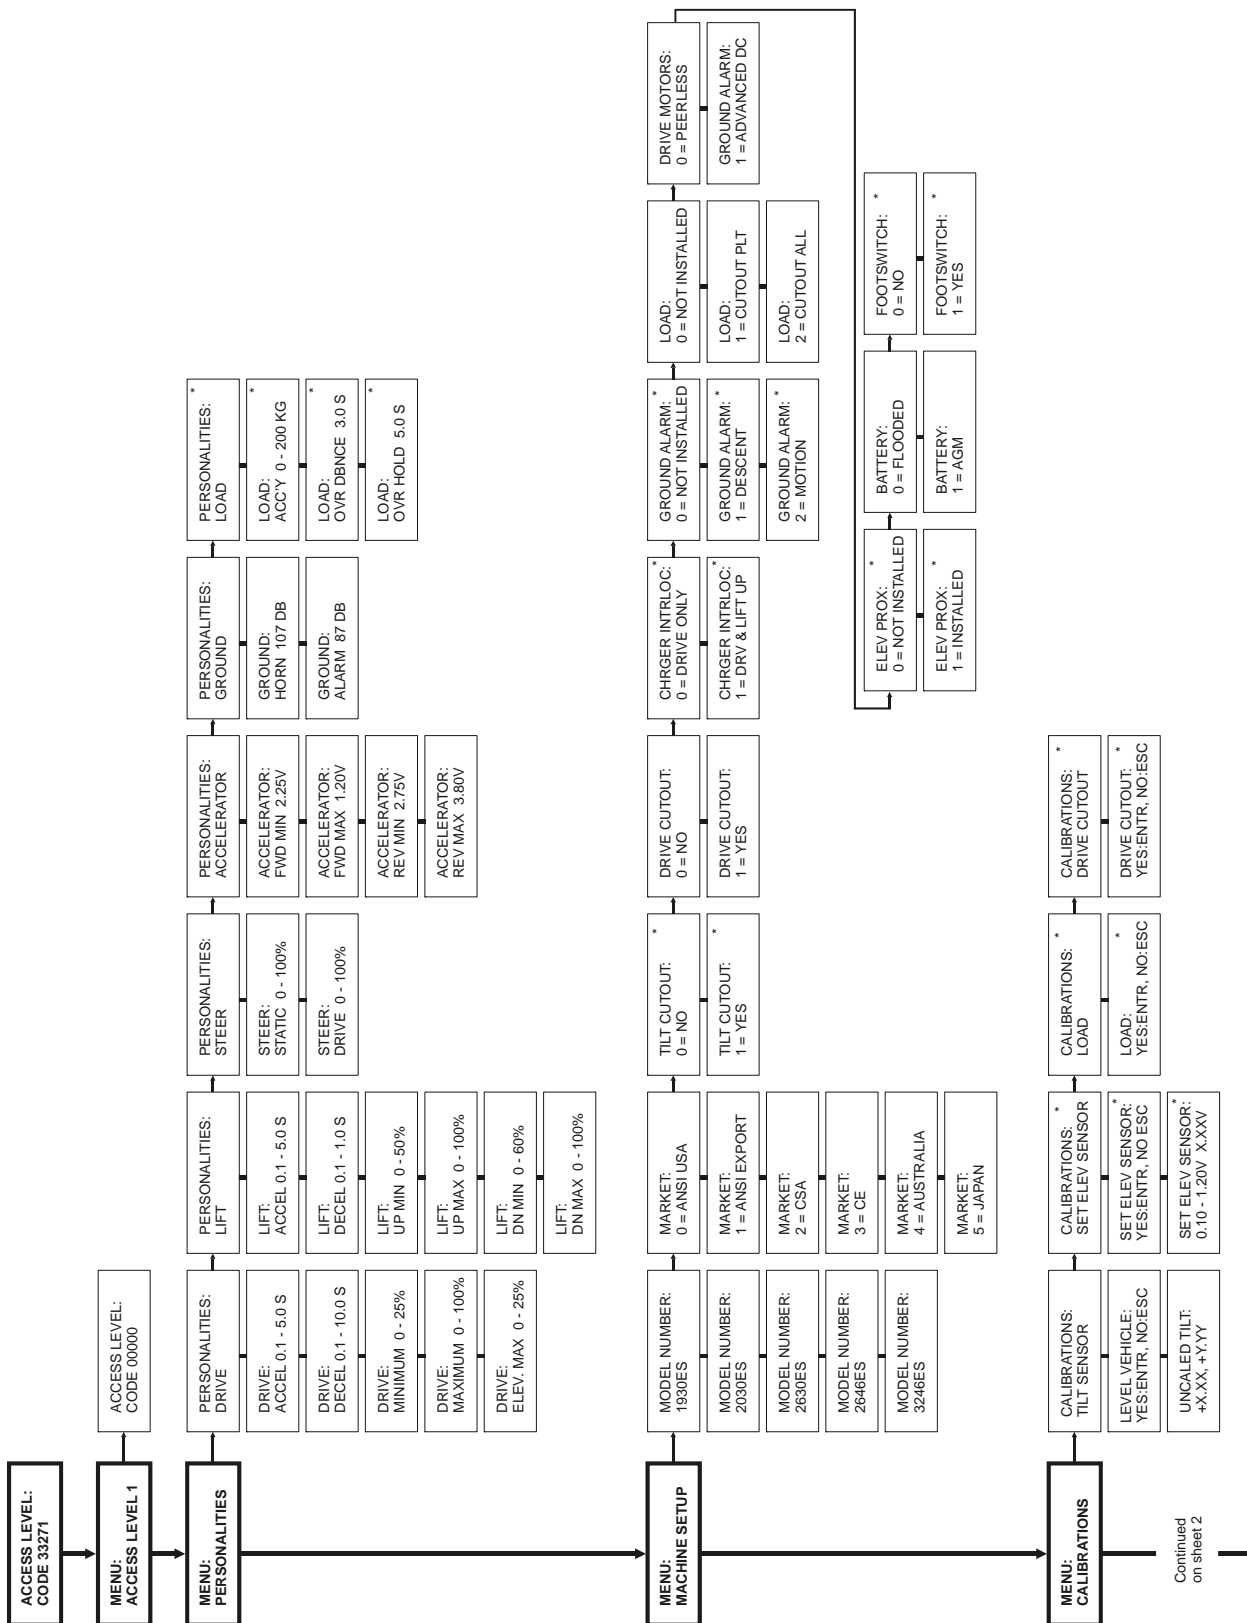 ACCESS LEVEL:
CODE 33271
MENU:
ACCESS LEVEL 1
ACCESS LEVEL:
CODE 00000
MENU:
PERSONALITIES
PERSONALITIES:
DRIVE
DRIVE:
ACCEL 0.1 - 5.0 S
DRIVE:
DECEL 0.1 - 10.0 S
DRIVE:
MINIMUM 0 - 25%
DRIVE:
MAXIMUM 0 - 100%
DRIVE:
ELEV. MAX 0 - 25%
PERSONALITIES:
LIFT
LIFT:
ACCEL 0.1 - 5.0 S
LIFT:
DECEL 0.1 - 1.0 S
LIFT:
UP MIN 0 - 50%
LIFT:
UP MAX 0 - 100%
LIFT:
DN MIN 0 - 60%
LIFT:
DN MAX 0 - 100%
PERSONALITIES:
STEER
STEER:
STATIC 0 - 100%
STEER:
DRIVE 0 - 100%
PERSONALITIES:
ACCELERATOR
ACCELERATOR:
FWD MIN 2.25V
ACCELERATOR:
FWD MAX 1.20V
ACCELERATOR:
REV MIN 2.75V
ACCELERATOR:
REV MAX 3.80V
PERSONALITIES:
GROUND
GROUND:
HORN 107 DB
GROUND:
ALARM 87 DB
PERSONALITIES: *
LOAD
LOAD: *
ACC'Y 0 - 200 KG
LOAD: *
OVR DBNCE 3.0 S
LOAD: *
OVR HOLD 5.0 S
MENU:
MACHINE SETUP
MODEL NUMBER:
1930ES
MODEL NUMBER:
2030ES
MODEL NUMBER:
2630ES
MODEL NUMBER:
2646ES
MODEL NUMBER:
3246ES
MARKET:
0 = ANSI USA
MARKET:
1 = ANSI EXPORT
MARKET:
2 = CSA
MARKET:
3 = CE
MARKET:
4 = AUSTRALIA
MARKET:
5 = JAPAN
TILT CUTOUT: *
0 = NO
TILT CUTOUT: *
1 = YES
DRIVE CUTOUT:
0 = NO
DRIVE CUTOUT:
1 = YES
CHRGER INTRLOC: *
0 = DRIVE ONLY
CHRGER INTRLOC: *
1 = DRV & LIFT UP
GROUND ALARM: *
0 = NOT INSTALLED
GROUND ALARM: *
1 = DESCENT
GROUND ALARM: *
2 = MOTION
LOAD:
0 = NOT INSTALLED
LOAD:
1 = CUTOUT PLT
LOAD:
2 = CUTOUT ALL
DRIVE MOTORS:
0 = PEERLESS
GROUND ALARM:
1 = ADVANCED DC
ELEV PROX: *
0 = NOT INSTALLED
ELEV PROX: *
1 = INSTALLED
BATTERY:
0 = FLOODED
BATTERY:
1 = AGM
FOOTSWITCH: *
0 = NO
FOOTSWITCH: *
1 = YES
MENU:
CALIBRATIONS
CALIBRATIONS:
TILT SENSOR
LEVEL VEHICLE:
YES:ENTR, NO:ESC
UNCALED TILT:
+X.XX, +Y.YY
CALIBRATIONS: *
SET ELEV SENSOR
SET ELEV SENSOR: *
YES:ENTR, NO ESC
SET ELEV SENSOR: *
0.10 - 1.20V X.XXV
CALIBRATIONS: *
LOAD
LOAD: *
YES:ENTR, NO:ESC
CALIBRATIONS: *
DRIVE CUTOUT
DRIVE CUTOUT: *
YES:ENTR, NO:ESC
Continued
on sheet 2